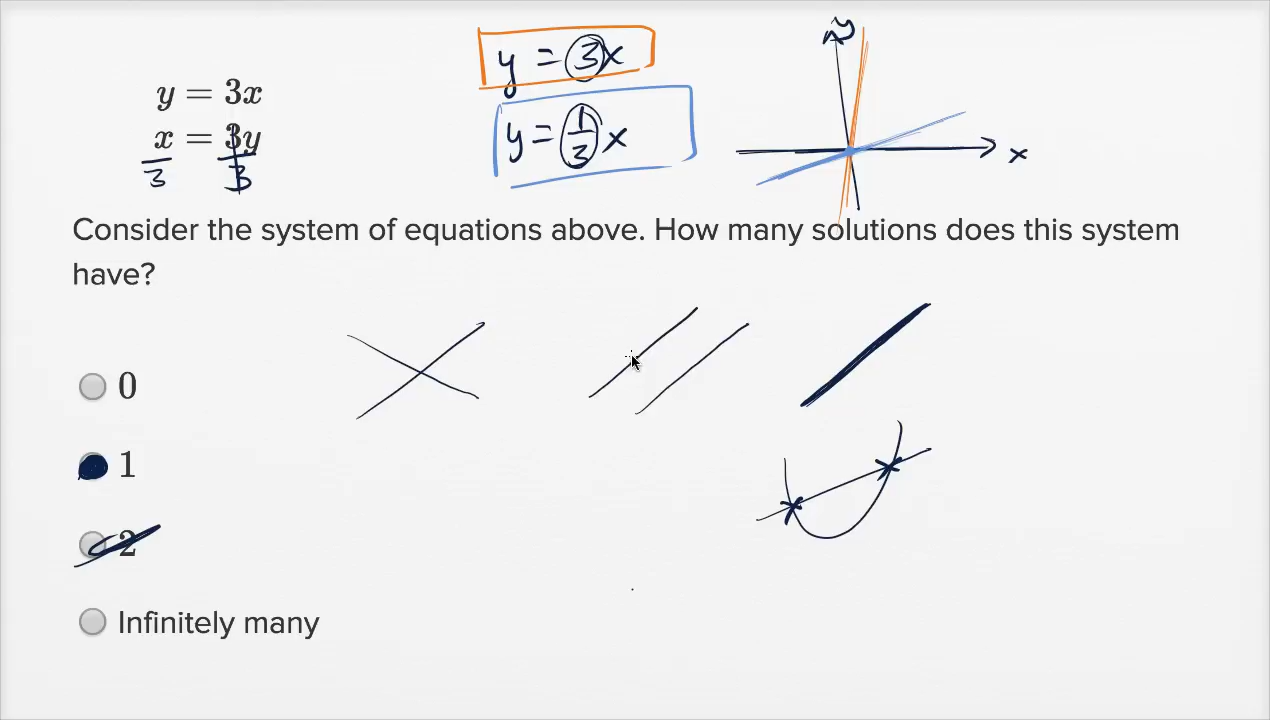 y = 3x
x = 3y
3 3
y = 3x
y = 1/3 x
y
x
Consider the system of equations above. How many solutions does this system
have?
0
1
2
Infinitely many